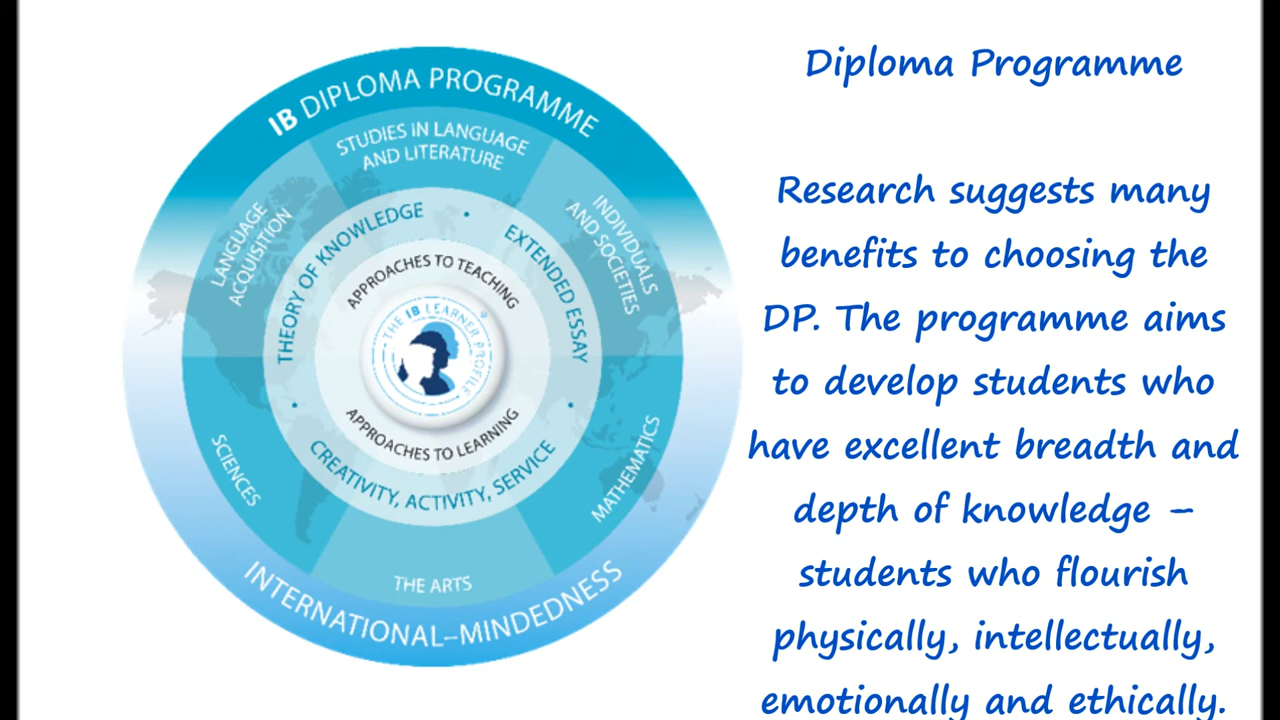 IB DIPLOMA PROGRAMME
STUDIES IN LANGUAGE
AND LITERATURE
LANGUAGE
ACQUISITION
INDIVIDUALS
AND SOCIETIES
THEORY OF KNOWLEDGE
EXTENDED ESSAY
APPROACHES TO TEACHING
THE IB LEARNER PROFILE
APPROACHES TO LEARNING
CREATIVITY, ACTIVITY, SERVICE
SCIENCES
MATHEMATICS
THE ARTS
INTERNATIONAL–MINDEDNESS
Diploma Programme
Research suggests many
benefits to choosing the
DP. The programme aims
to develop students who
have excellent breadth and
depth of knowledge –
students who flourish
physically, intellectually,
emotionally and ethically.